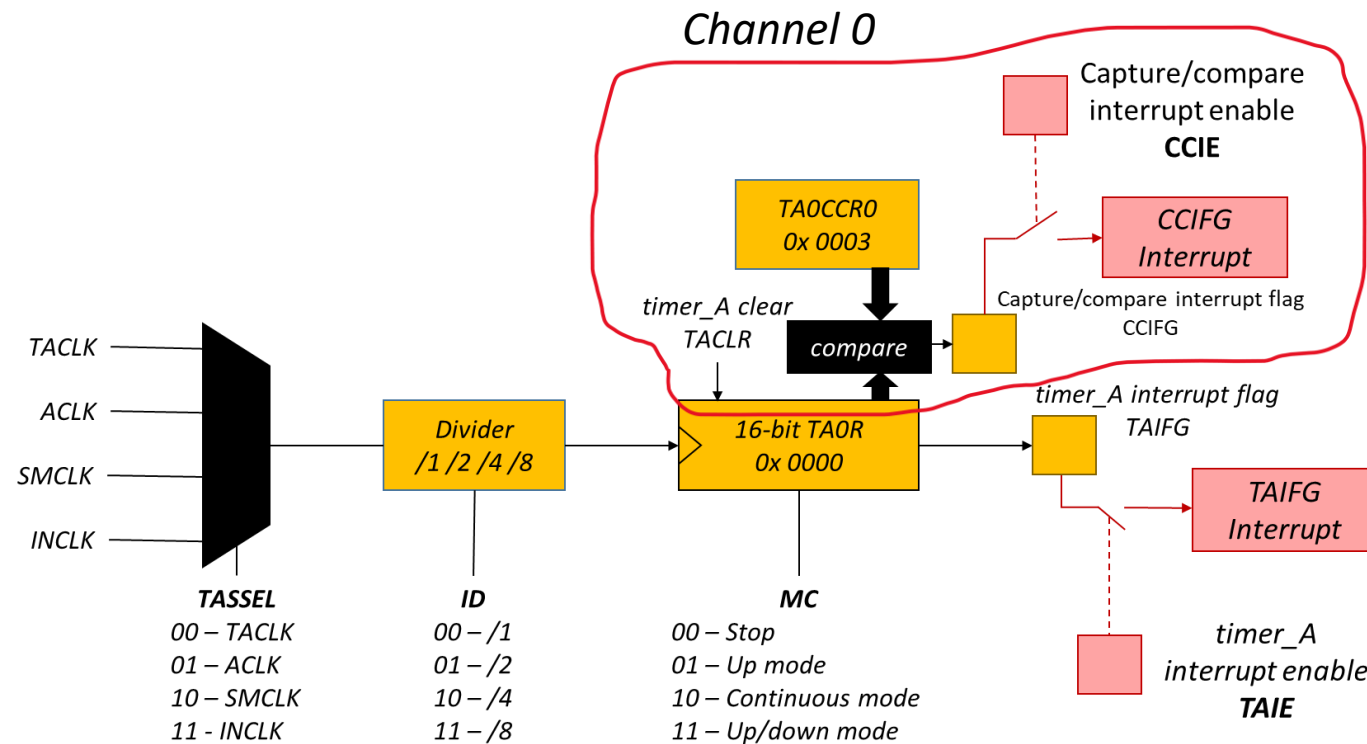 Channel 0
Capture/compare
interrupt enable
CCIE
TA0CCR0
0x 0003
CCIFG
Interrupt
timer_A clear
TACLR
compare
Capture/compare interrupt flag
CCIFG
TACLK
ACLK
SMCLK
INCLK
Divider
/1 /2 /4 /8
16-bit TA0R
0x 0000
timer_A interrupt flag
TAIFG
TAIFG
Interrupt
TASSEL
00 – TACLK
01 – ACLK
10 – SMCLK
11 - INCLK
ID
00 – /1
01 – /2
10 – /4
11 – /8
MC
00 – Stop
01 – Up mode
10 – Continuous mode
11 – Up/down mode
timer_A
interrupt enable
TAIE